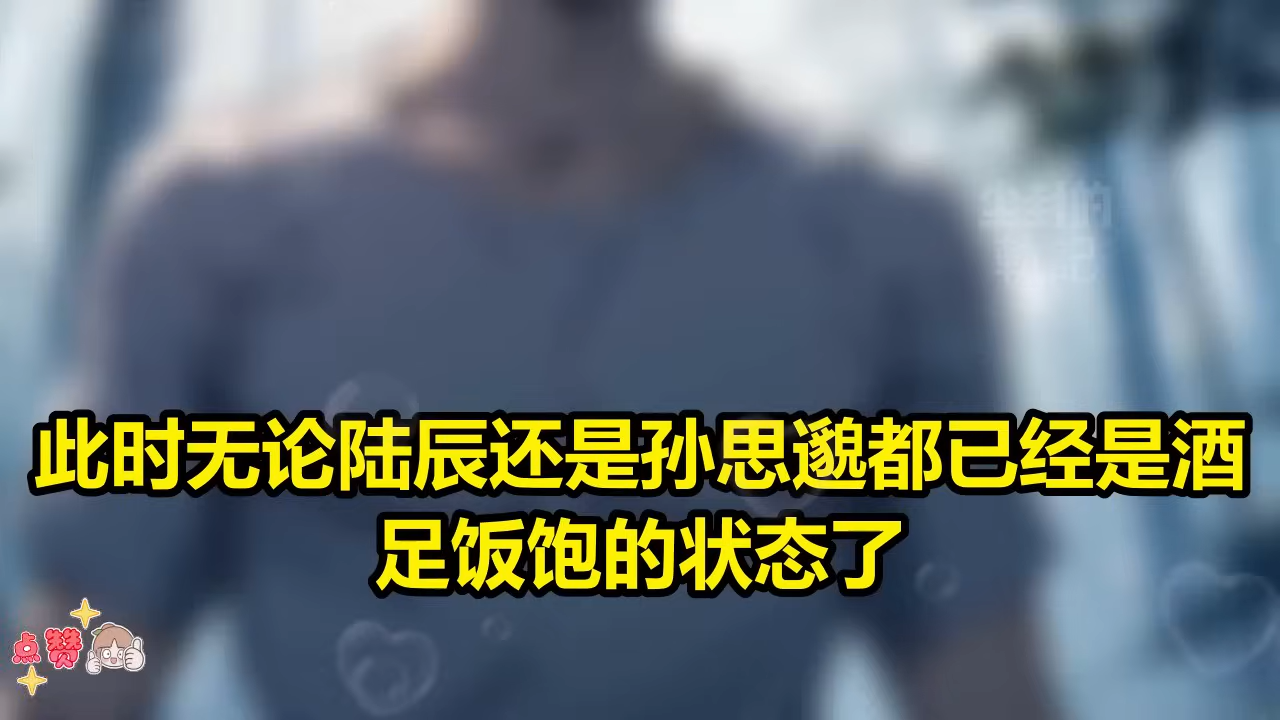 此时无论陆辰还是孙思邈都已经是酒
足饭饱的状态了
点赞